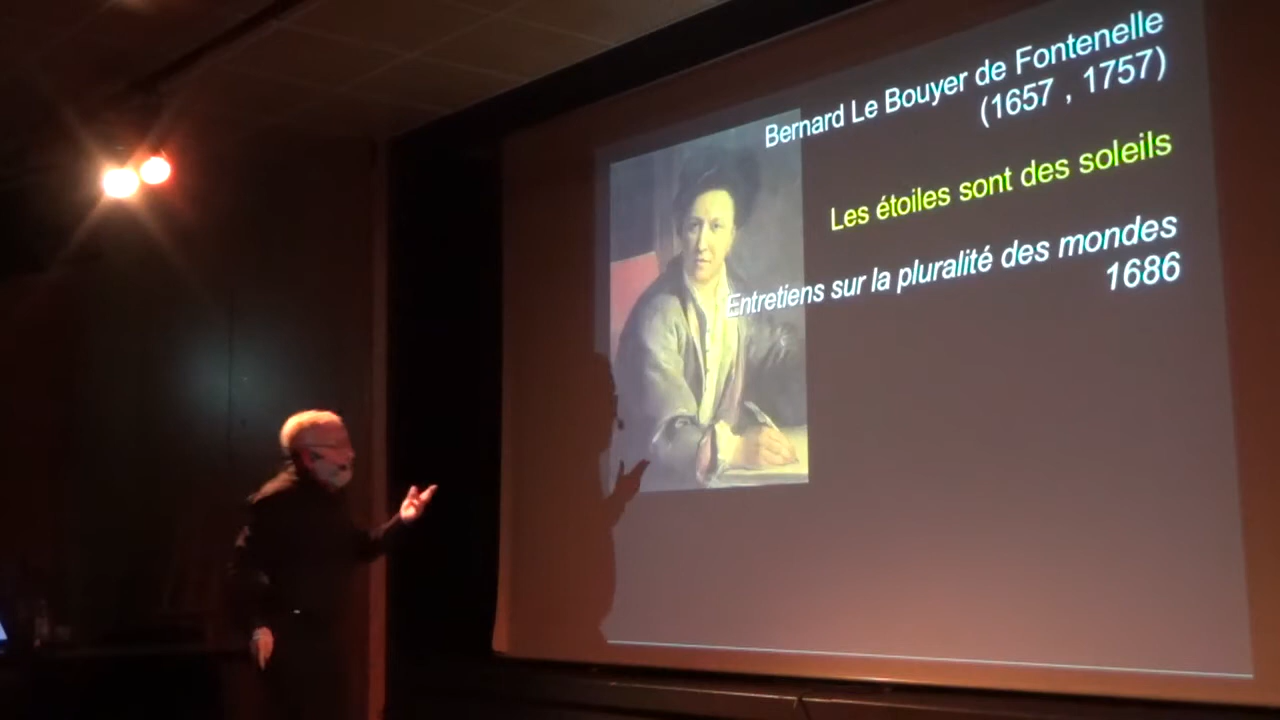 Bernard Le Bouyer de Fontenelle
(1657 , 1757)
Les étoiles sont des soleils
Entretiens sur la pluralité des mondes
1686